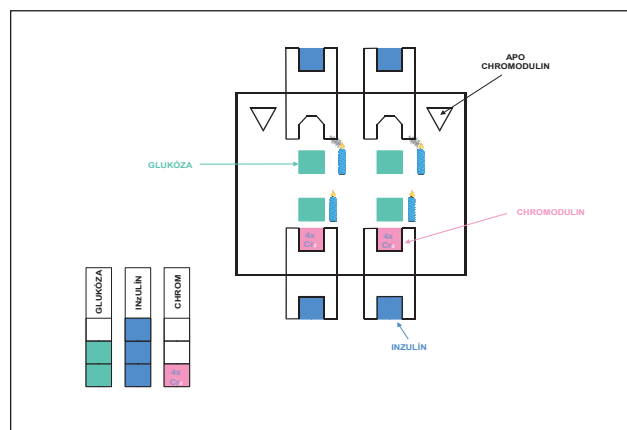 APO
CHROMODULIN
GLUKÓZA
4x
Cr
4x
Cr
CHROMODULIN
GLUKÓZA
INzULÍN
CHROM
4x
Cr
INZULÍN